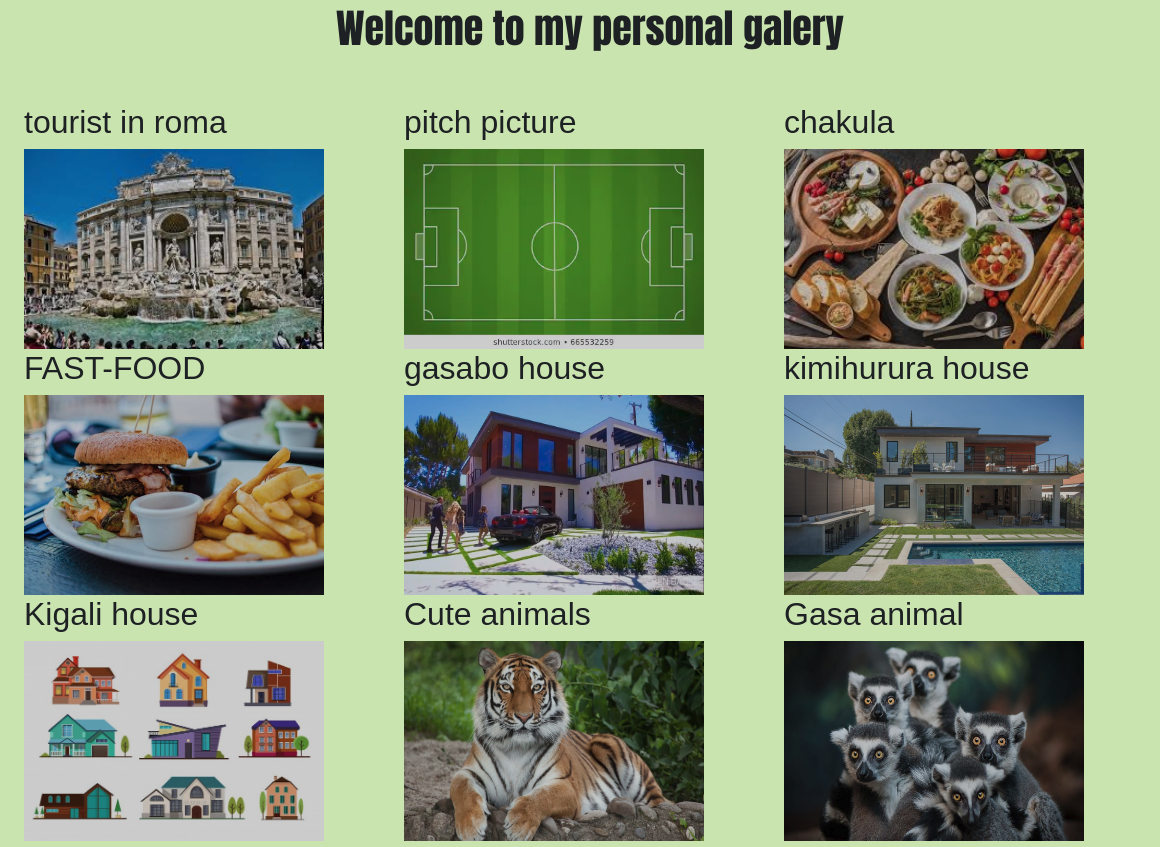 Welcome to my personal galery
tourist in roma
pitch picture
chakula
shutterstock.com • 665532259
FAST-FOOD
gasabo house
kimihurura house
Kigali house
Cute animals
Gasa animal